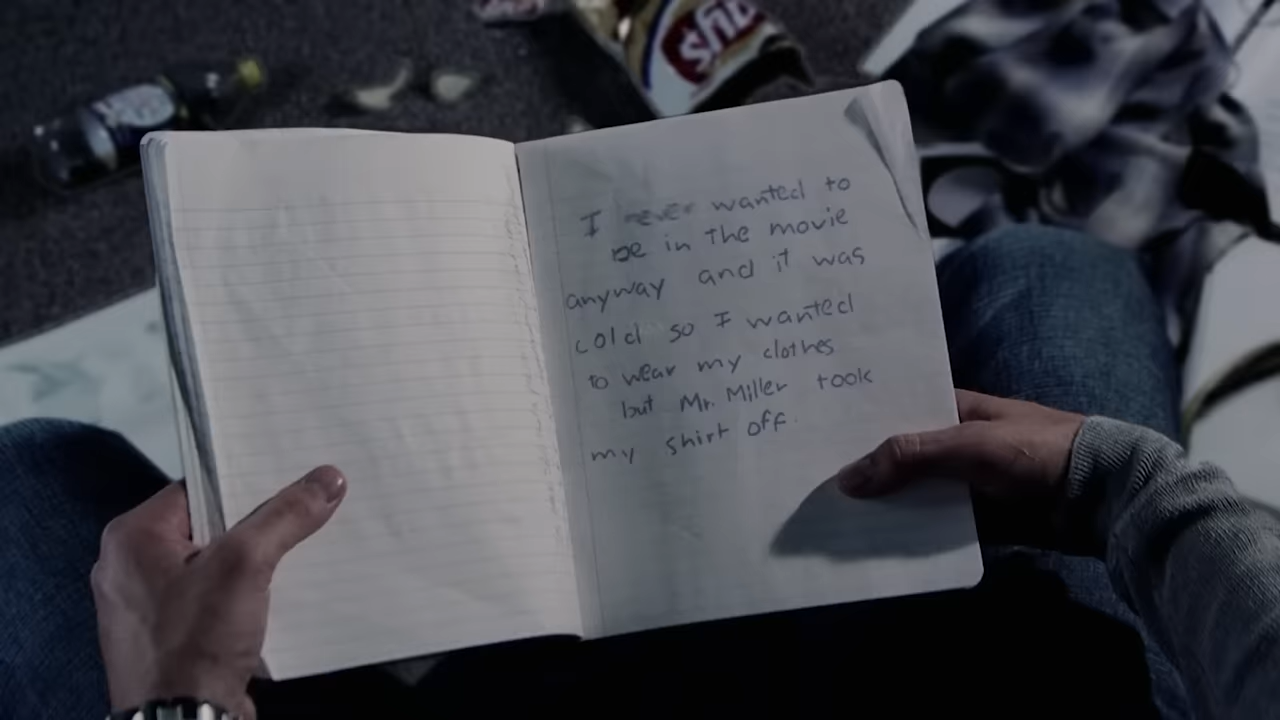 I never wanted to
be in the movie
anyway and it was
cold so I wanted
to wear my clothes
but Mr. Miller took
my shirt off.